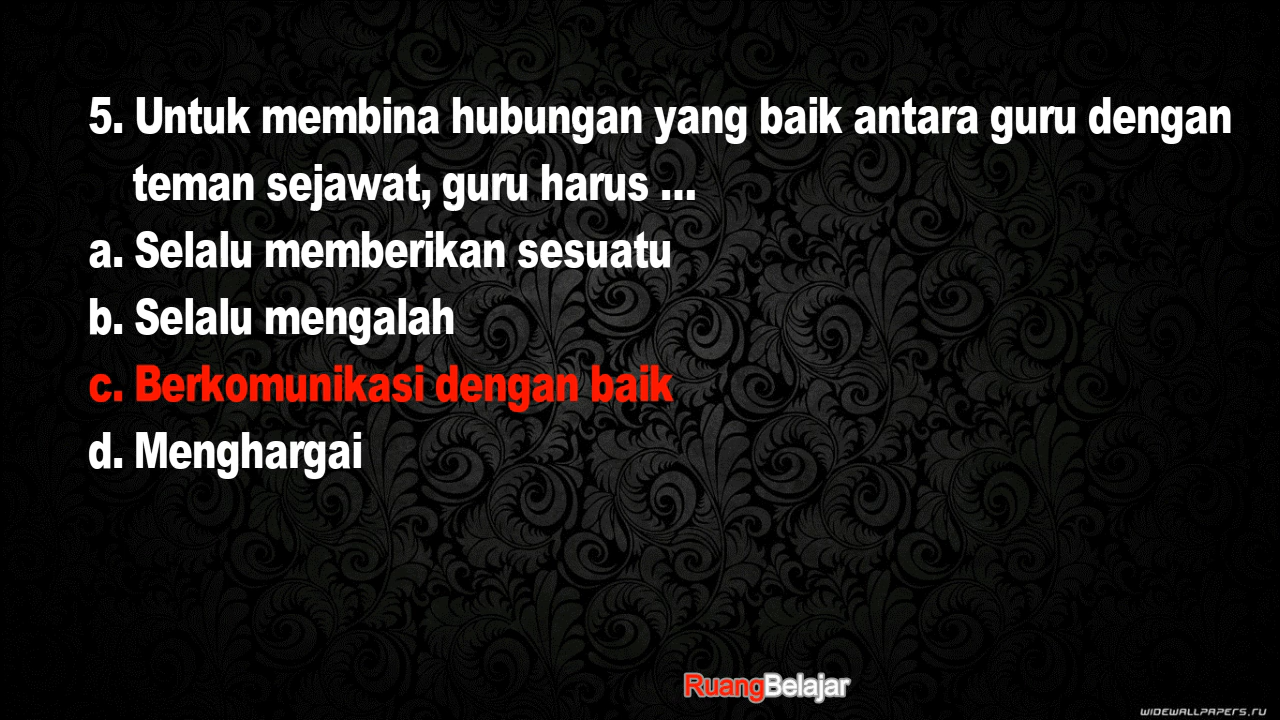 5. Untuk membina hubungan yang baik antara guru dengan
teman sejawat, guru harus ...
a. Selalu memberikan sesuatu
b. Selalu mengalah
c. Berkomunikasi dengan baik
d. Menghargai
RuangBelajar
WIDEWALLPAPERS.RU